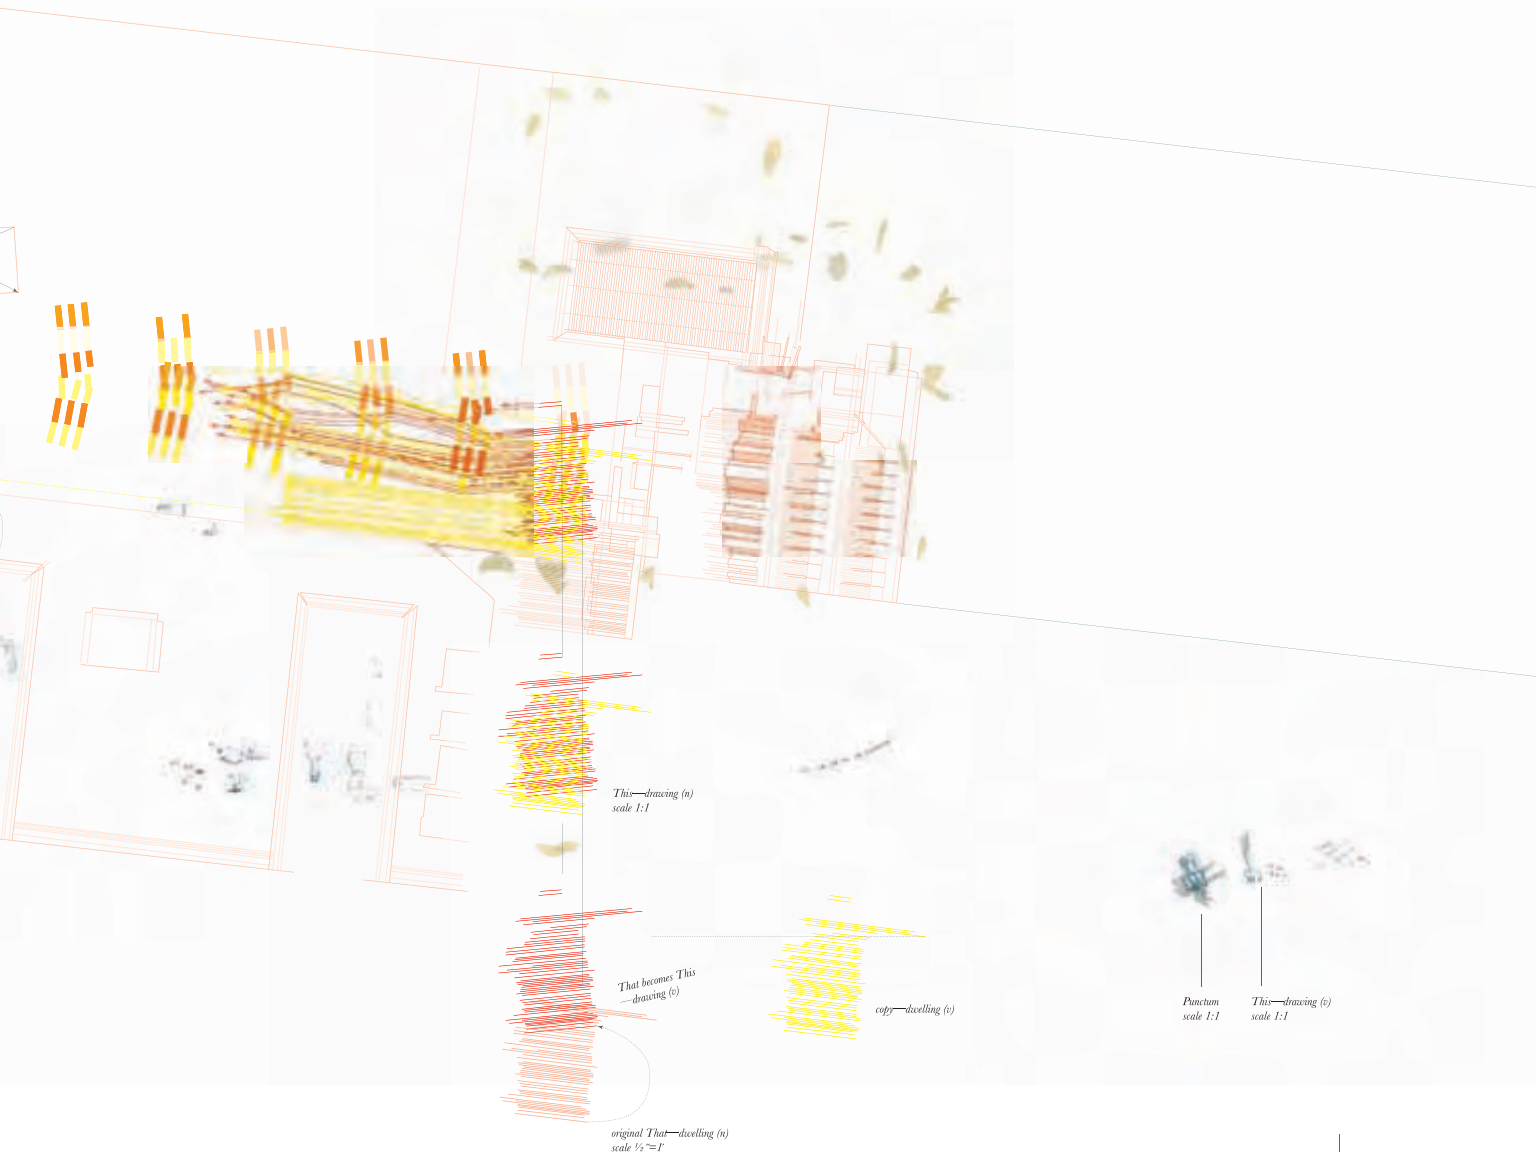 This—drawing (n)
scale 1:1
That becomes This
—drawing (v)
copy—dwelling (v)
Punctum
scale 1:1
This—drawing (v)
scale 1:1
original That—dwelling (n)
scale ½"=1'